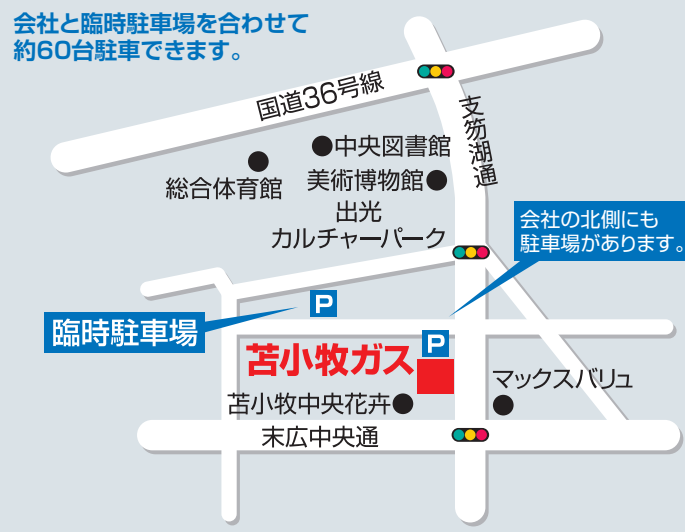 会社と臨時駐車場を合わせて
約60台駐車できます。
国道36号線
支笏湖通
中央図書館
総合体育館
美術博物館
出光
カルチャーパーク
会社の北側にも
駐車場があります。
P
臨時駐車場
P
苫小牧ガス
マックスバリュ
苫小牧中央花卉
末広中央通